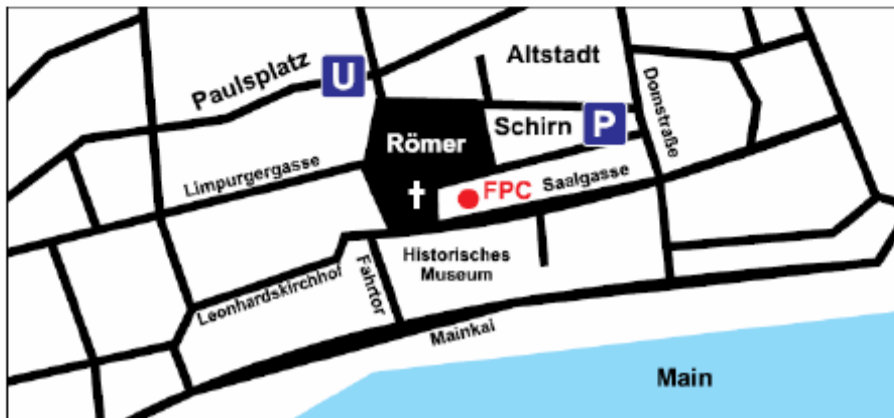 Altstadt
Paulsplatz
U
Domstraße
Schirn
P
Römer
Limpurgergasse
FPC
Saalgasse
Historisches
Museum
Fahrtor
Leonhardskirchhof
Mainkai
Main